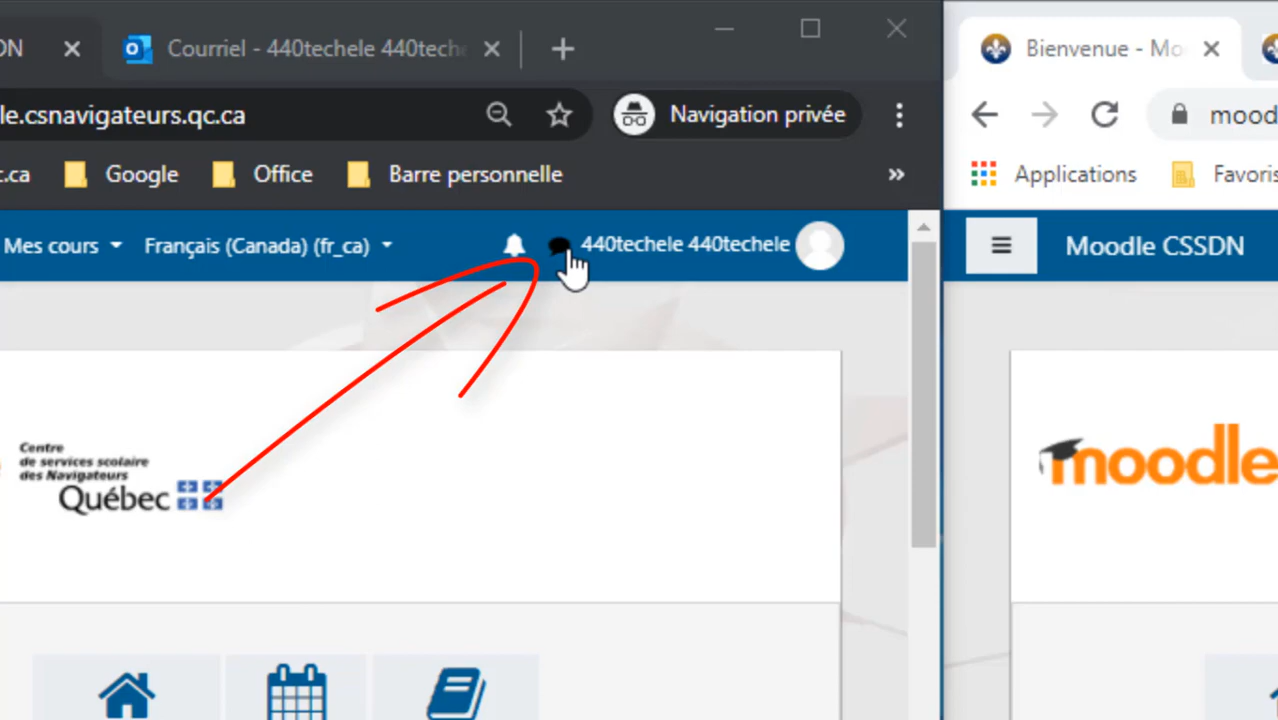 DN
Courriel - 440techele 440tech
Bienvenue - Mo
le.csnavigateurs.qc.ca
Navigation privée
mood
c.ca
Google
Office
Barre personnelle
»
Applications
Favoris
Mes cours
Français (Canada) (fr_ca)
440techele 440techele
Moodle CSSDN
Centre
de services scolaire
des Navigateurs
Québec
moodle